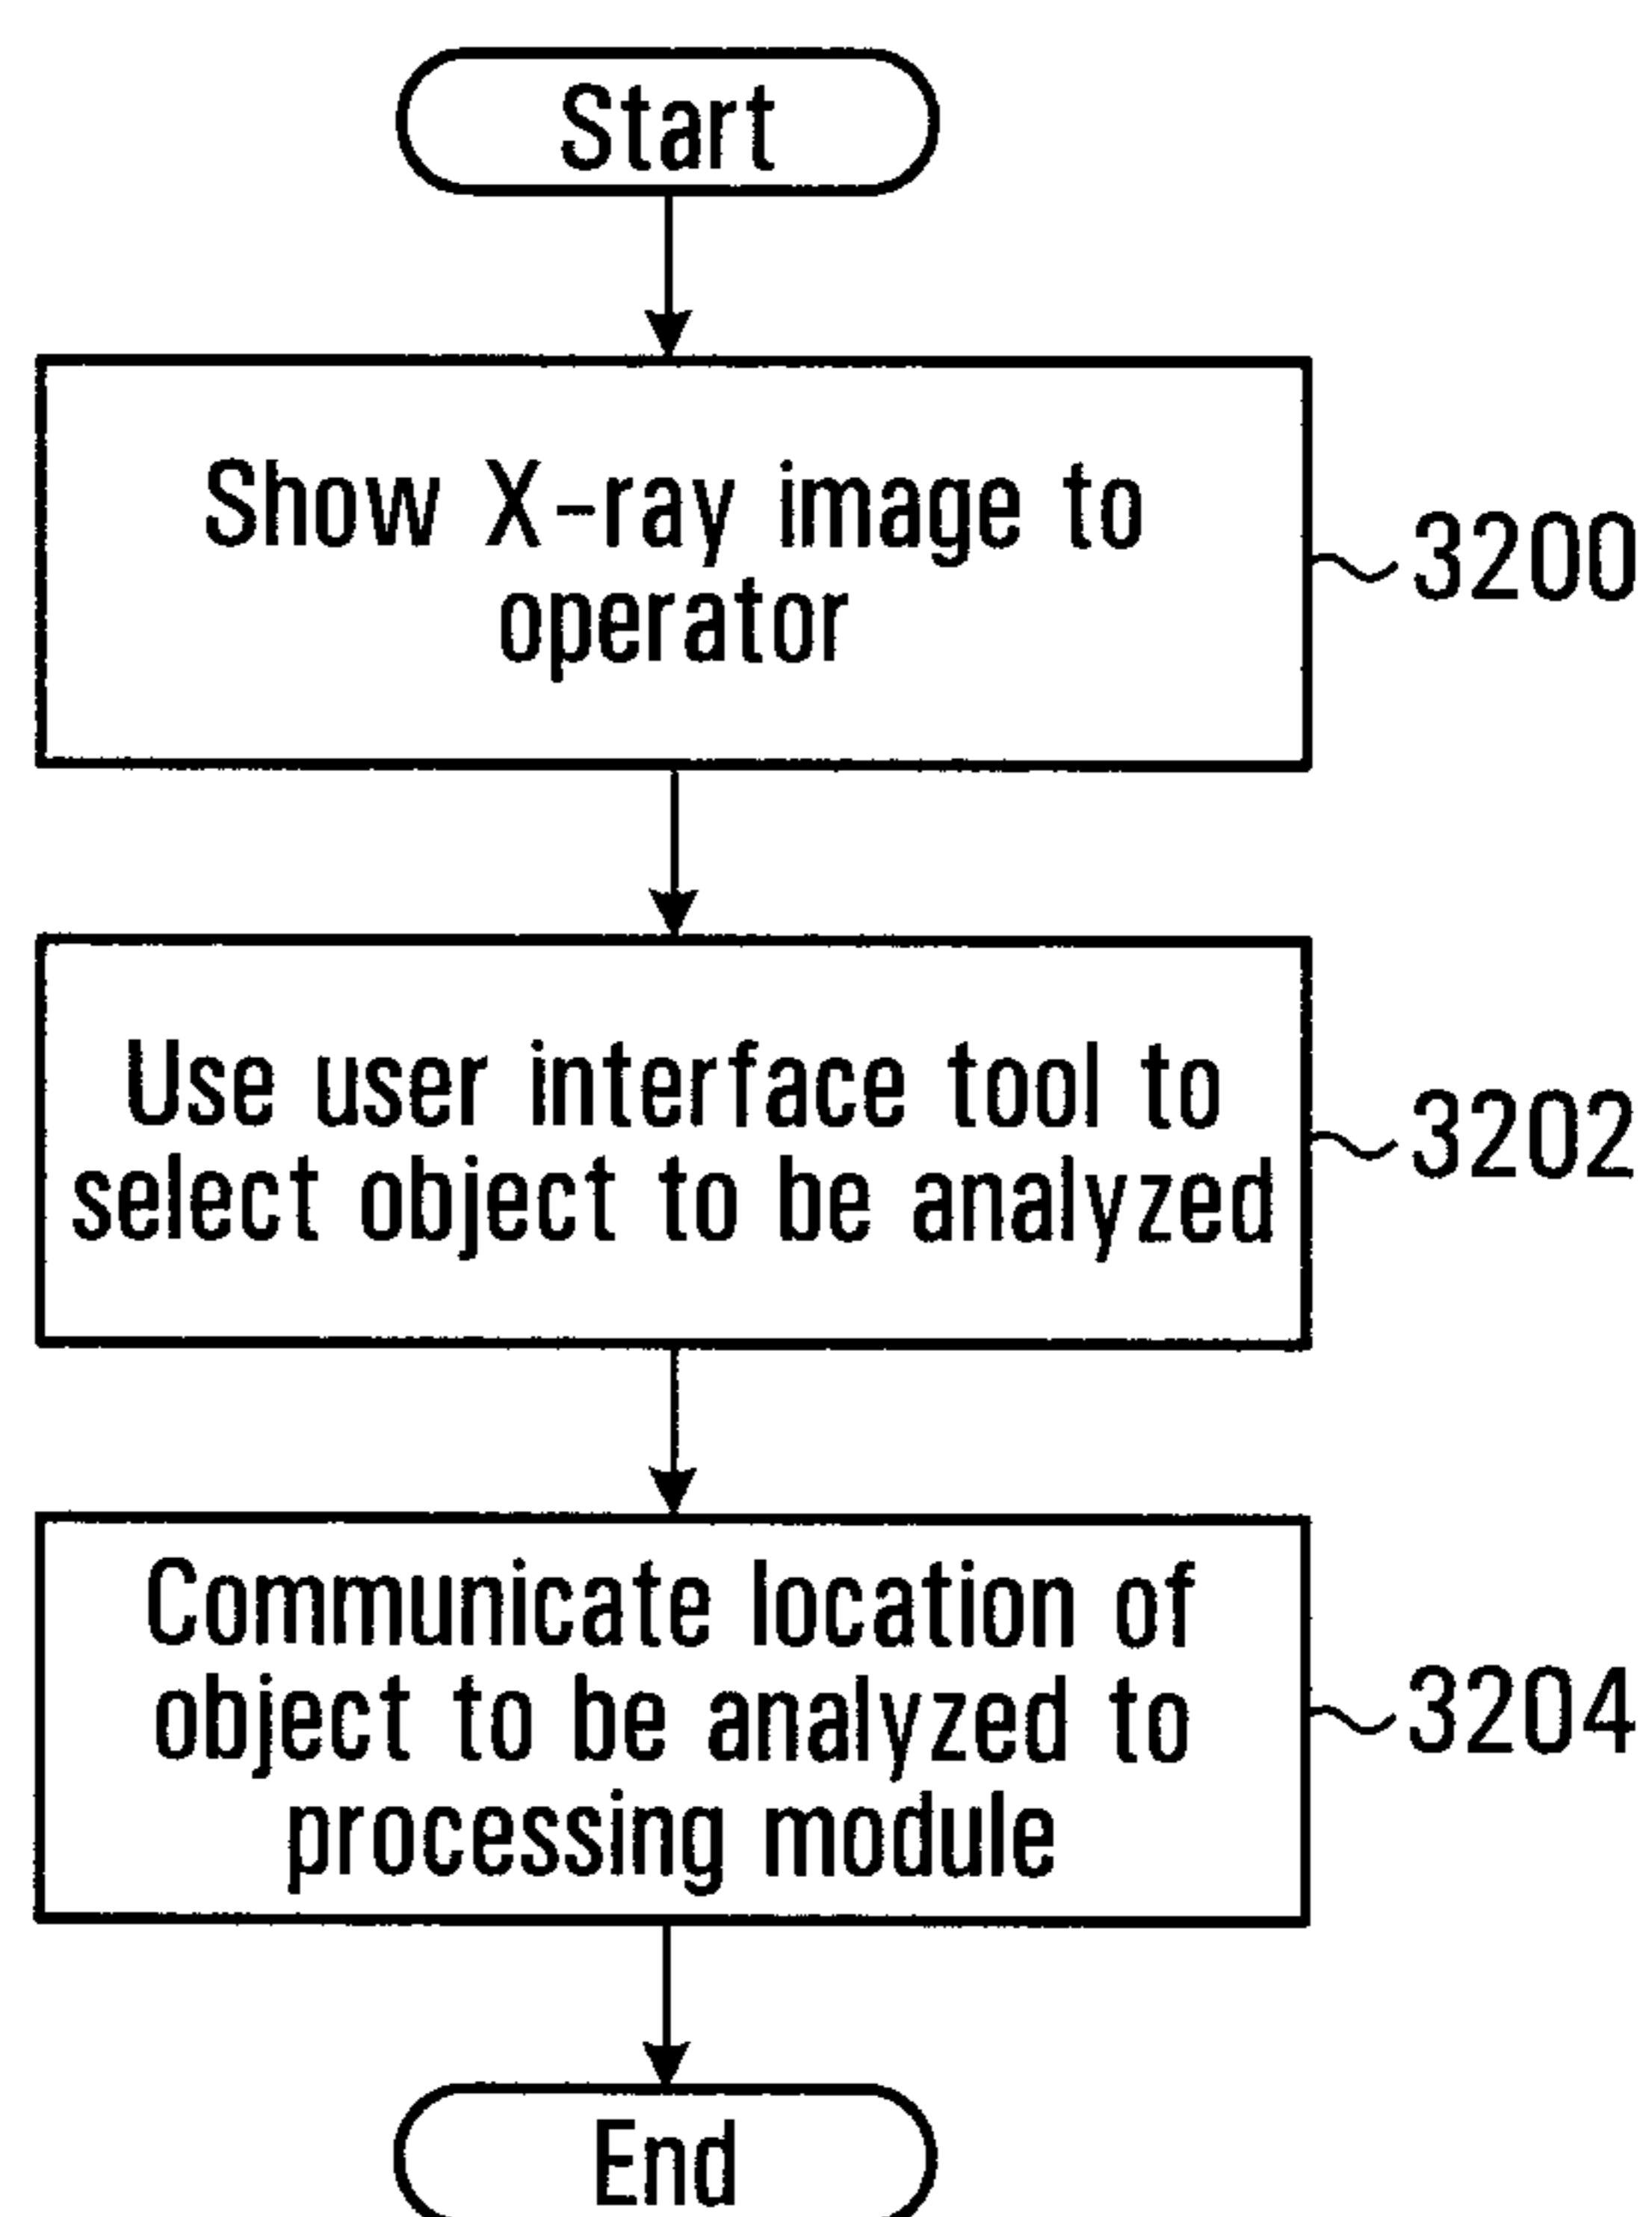 Start
Show X-ray image to
operator
3200
Use user interface tool to
select object to be analyzed
3202
Communicate location of
object to be analyzed to
processing module
3204
End